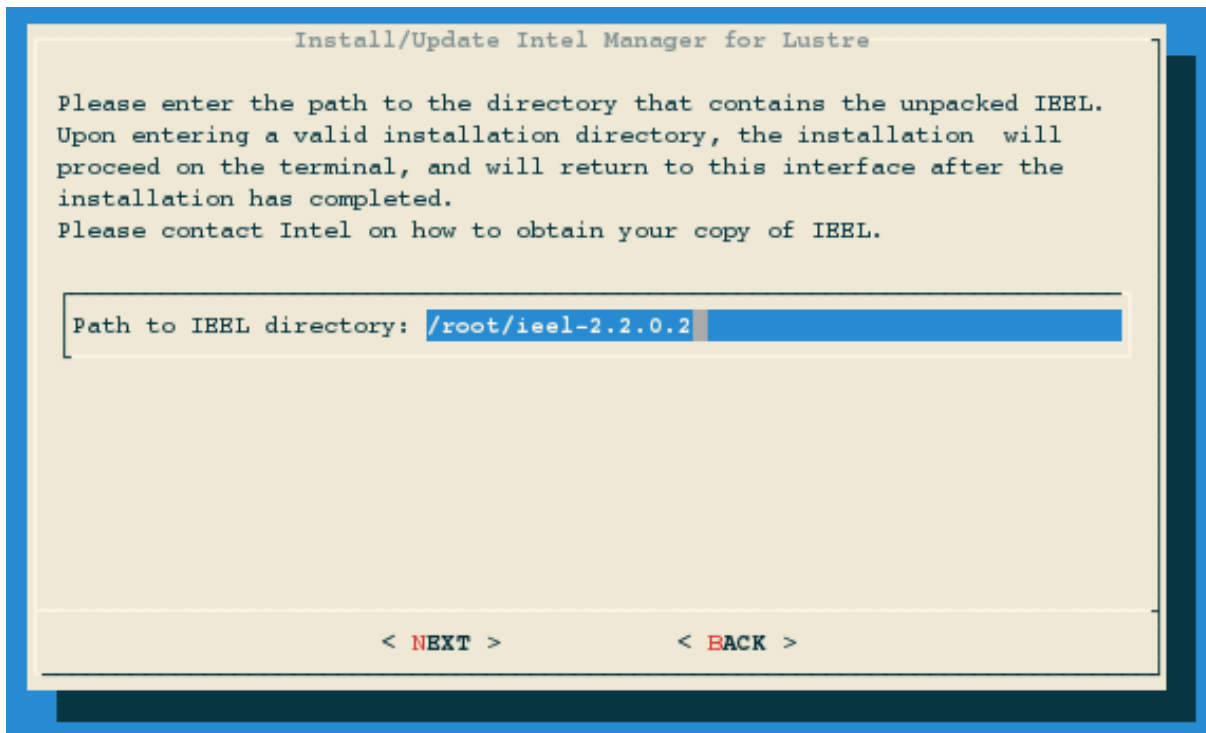 Install/Update Intel Manager for Lustre
Please enter the path to the directory that contains the unpacked IEEL.
Upon entering a valid installation directory, the installation  will
proceed on the terminal, and will return to this interface after the
installation has completed.
Please contact Intel on how to obtain your copy of IEEL.
Path to IEEL directory: /root/ieel-2.2.0.2
< NEXT > < BACK >